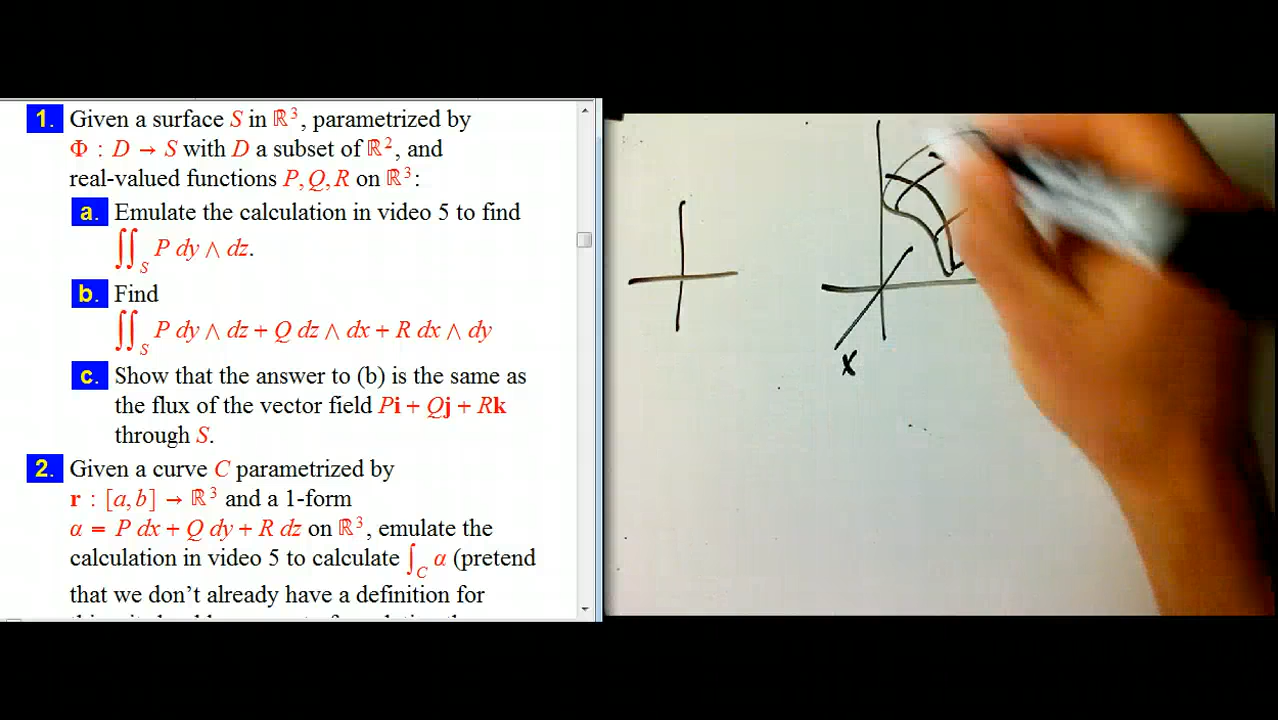 1. Given a surface S in ℝ³, parametrized by
Φ : D → S with D a subset of ℝ², and
real-valued functions P, Q, R on ℝ³:
a. Emulate the calculation in video 5 to find
∬_S P dy ∧ dz.
b. Find
∬_S P dy ∧ dz + Q dz ∧ dx + R dx ∧ dy
c. Show that the answer to (b) is the same as
the flux of the vector field Pi + Qj + Rk
through S.
2. Given a curve C parametrized by
r : [a, b] → ℝ³ and a 1-form
α = P dx + Q dy + R dz on ℝ³, emulate the
calculation in video 5 to calculate ∫_C α (pretend
that we don't already have a definition for
x